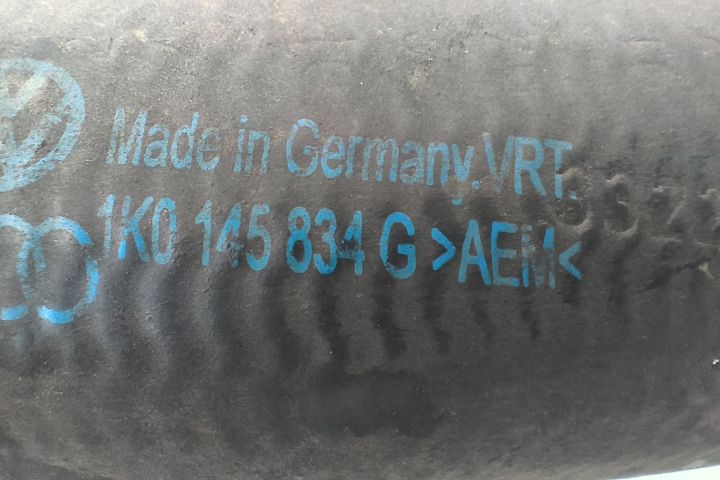 Made in Germany.VRT.
1K0 145 834 G >AEM<